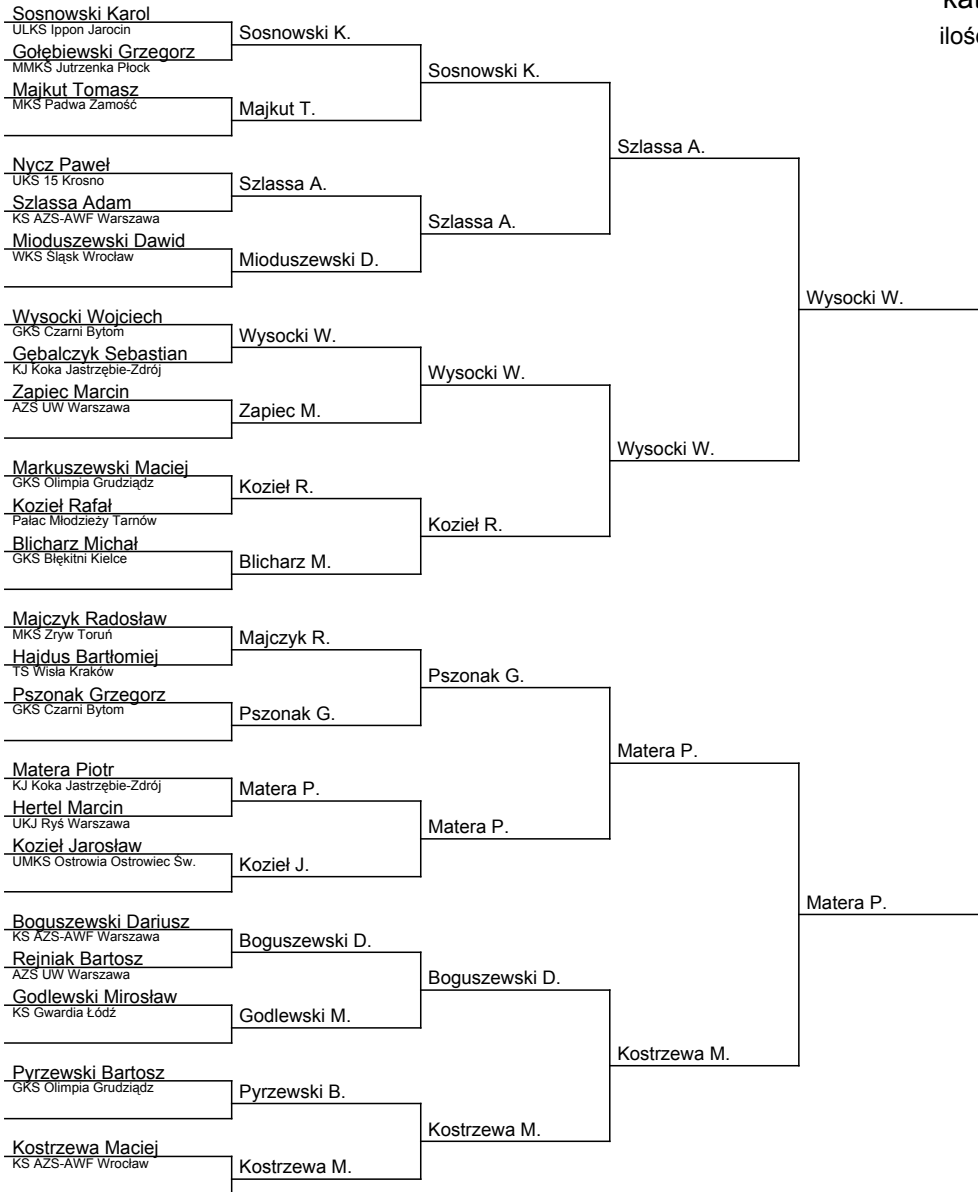 kat
ilość
Sosnowski Karol
ULKS Ippon Jarocin
Gołębiewski Grzegorz
MMKS Jutrzenka Płock
Majkut Tomasz
MKS Padwa Zamość
Nycz Paweł
UKS 15 Krosno
Szlassa Adam
KS AZS-AWF Warszawa
Mioduszewski Dawid
WKS Śląsk Wrocław
Wysocki Wojciech
GKS Czarni Bytom
Gębalczyk Sebastian
KJ Koka Jastrzębie-Zdrój
Zapiec Marcin
AZS UW Warszawa
Markuszewski Maciej
GKS Olimpia Grudziądz
Kozieł Rafał
Pałac Młodzieży Tarnów
Blicharz Michał
GKS Błękitni Kielce
Majczyk Radosław
MKS Zryw Toruń
Hajdus Bartłomiej
TS Wisła Kraków
Pszonak Grzegorz
GKS Czarni Bytom
Matera Piotr
KJ Koka Jastrzębie-Zdrój
Hertel Marcin
UKJ Ryś Warszawa
Kozieł Jarosław
UMKS Ostrowia Ostrowiec Św.
Boguszewski Dariusz
KS AZS-AWF Warszawa
Rejniak Bartosz
AZS UW Warszawa
Godlewski Mirosław
KS Gwardia Łódź
Pyrzewski Bartosz
GKS Olimpia Grudziądz
Kostrzewa Maciej
KS AZS-AWF Wrocław
Sosnowski K.
Majkut T.
Szlassa A.
Mioduszewski D.
Wysocki W.
Zapiec M.
Kozieł R.
Blicharz M.
Majczyk R.
Pszonak G.
Matera P.
Kozieł J.
Boguszewski D.
Godlewski M.
Pyrzewski B.
Kostrzewa M.
Sosnowski K.
Szlassa A.
Wysocki W.
Kozieł R.
Pszonak G.
Matera P.
Boguszewski D.
Kostrzewa M.
Szlassa A.
Wysocki W.
Matera P.
Kostrzewa M.
Wysocki W.
Matera P.